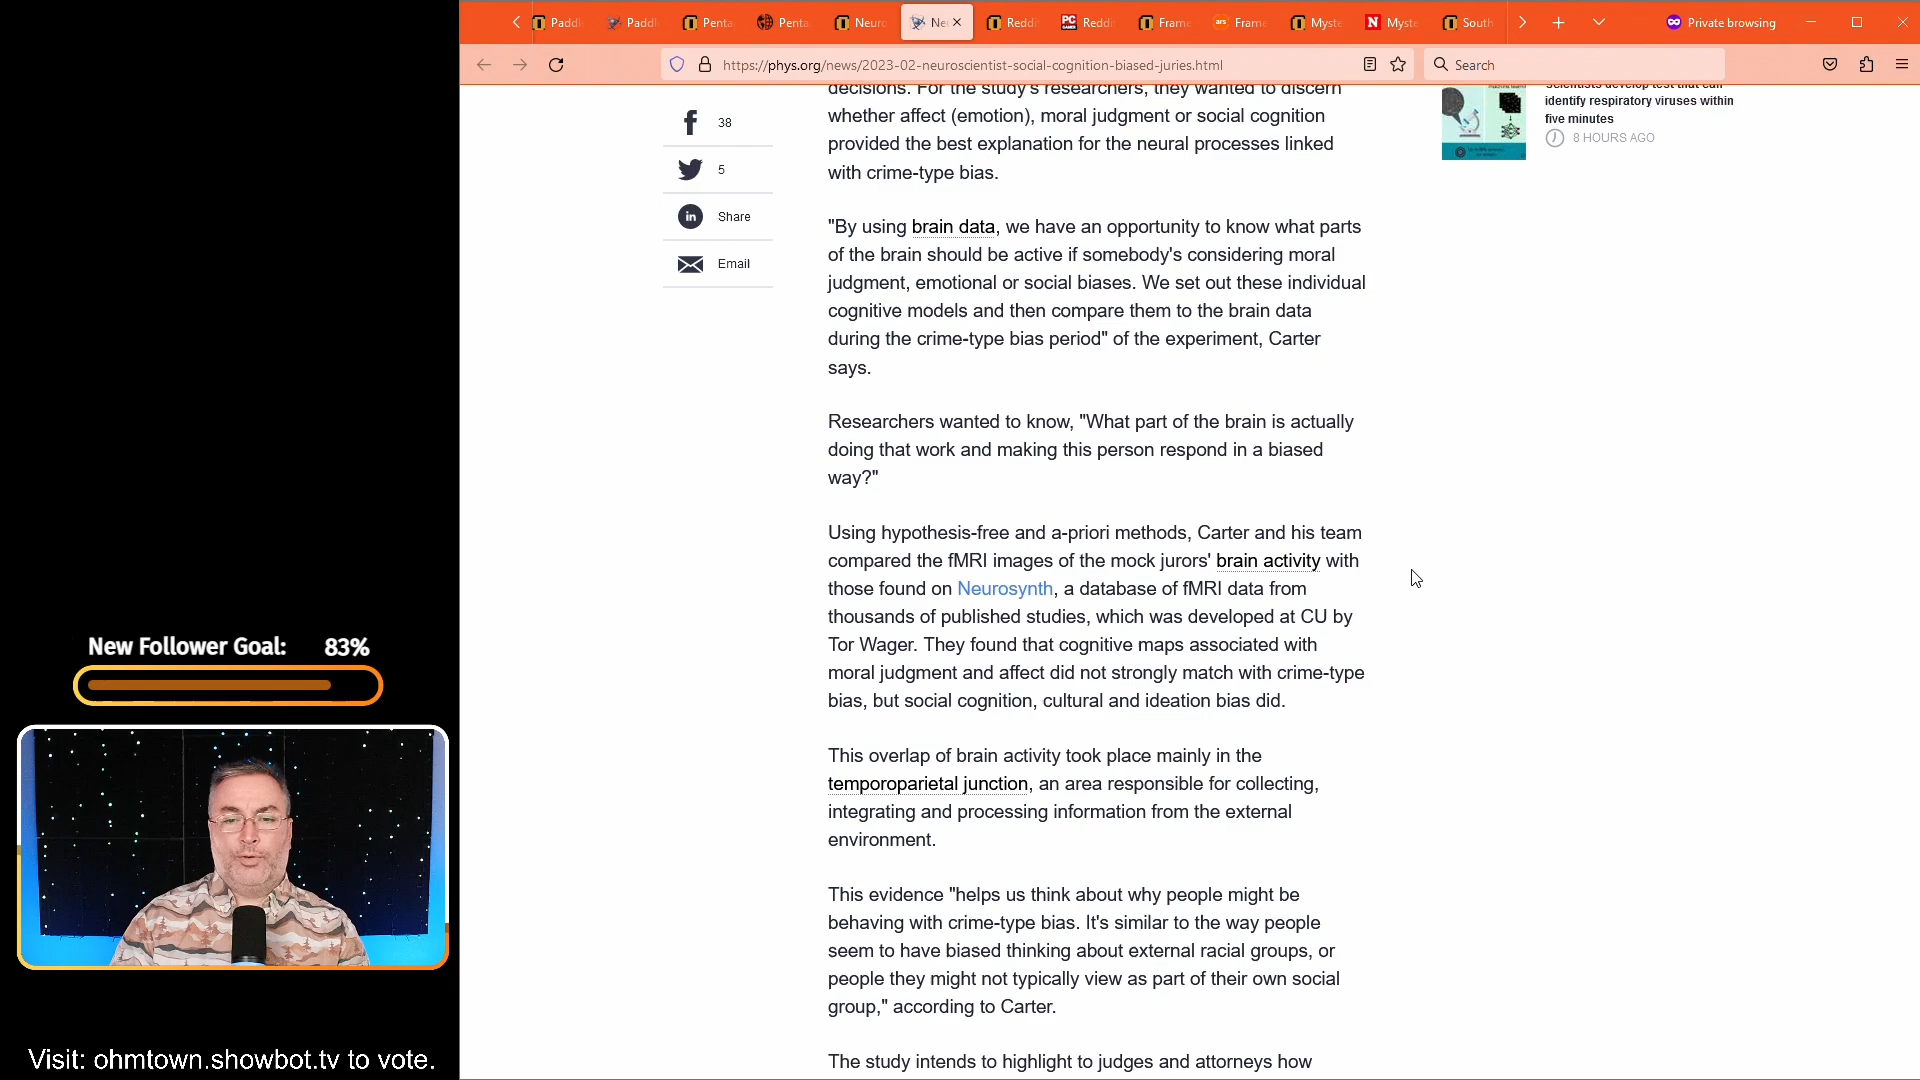 Paddl
Paddl
Penta
Penta
Neuro
Neu
Reddi
Reddi
Frame
Frame
Myste
Myste
South
Private browsing
https://phys.org/news/2023-02-neuroscientist-social-cognition-biased-juries.html
Search
38
5
Share
Email
decisions. For the study's researchers, they wanted to discern
whether affect (emotion), moral judgment or social cognition
provided the best explanation for the neural processes linked
with crime-type bias.
"By using brain data, we have an opportunity to know what parts
of the brain should be active if somebody's considering moral
judgment, emotional or social biases. We set out these individual
cognitive models and then compare them to the brain data
during the crime-type bias period" of the experiment, Carter
says.
Researchers wanted to know, "What part of the brain is actually
doing that work and making this person respond in a biased
way?"
Using hypothesis-free and a-priori methods, Carter and his team
compared the fMRI images of the mock jurors' brain activity with
those found on Neurosynth, a database of fMRI data from
thousands of published studies, which was developed at CU by
Tor Wager. They found that cognitive maps associated with
moral judgment and affect did not strongly match with crime-type
bias, but social cognition, cultural and ideation bias did.
This overlap of brain activity took place mainly in the
temporoparietal junction, an area responsible for collecting,
integrating and processing information from the external
environment.
This evidence "helps us think about why people might be
behaving with crime-type bias. It's similar to the way people
seem to have biased thinking about external racial groups, or
people they might not typically view as part of their own social
group," according to Carter.
The study intends to highlight to judges and attorneys how
Scientists develop test that can
identify respiratory viruses within
five minutes
8 HOURS AGO
New Follower Goal: 83%
Visit: ohmtown.showbot.tv to vote.